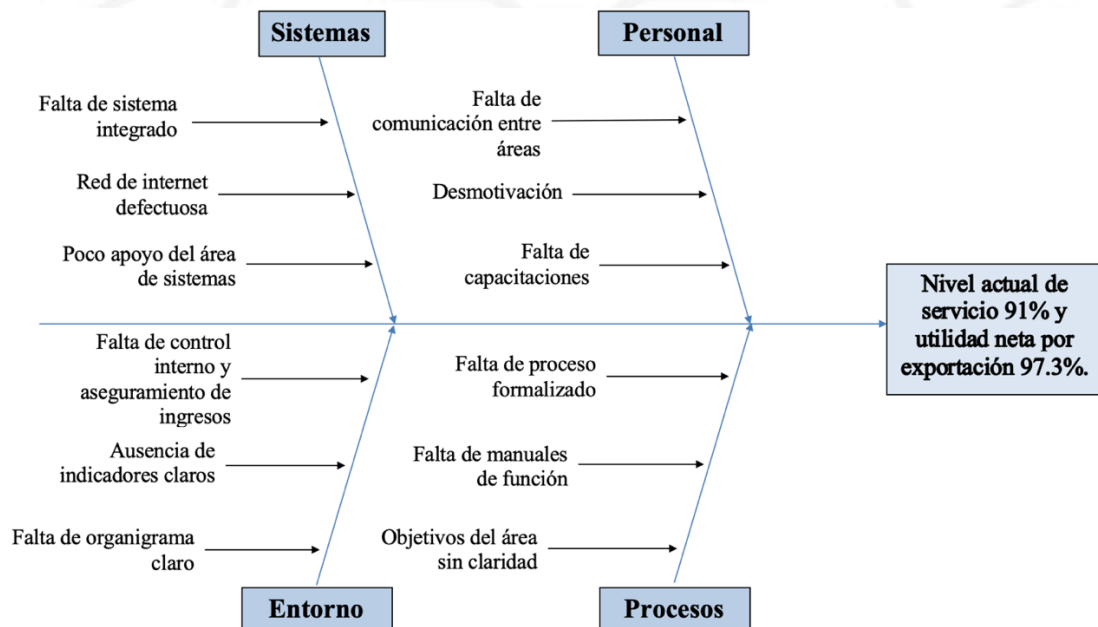 Sistemas
Personal
Falta de sistema
integrado
Red de internet
defectuosa
Poco apoyo del área
de sistemas
Falta de
comunicación entre
áreas
Desmotivación
Falta de
capacitaciones
Nivel actual de
servicio 91% y
utilidad neta por
exportación 97.3%.
Falta de control
interno y
aseguramiento de
ingresos
Ausencia de
indicadores claros
Falta de organigrama
claro
Falta de proceso
formalizado
Falta de manuales
de función
Objetivos del área
sin claridad
Entorno
Procesos